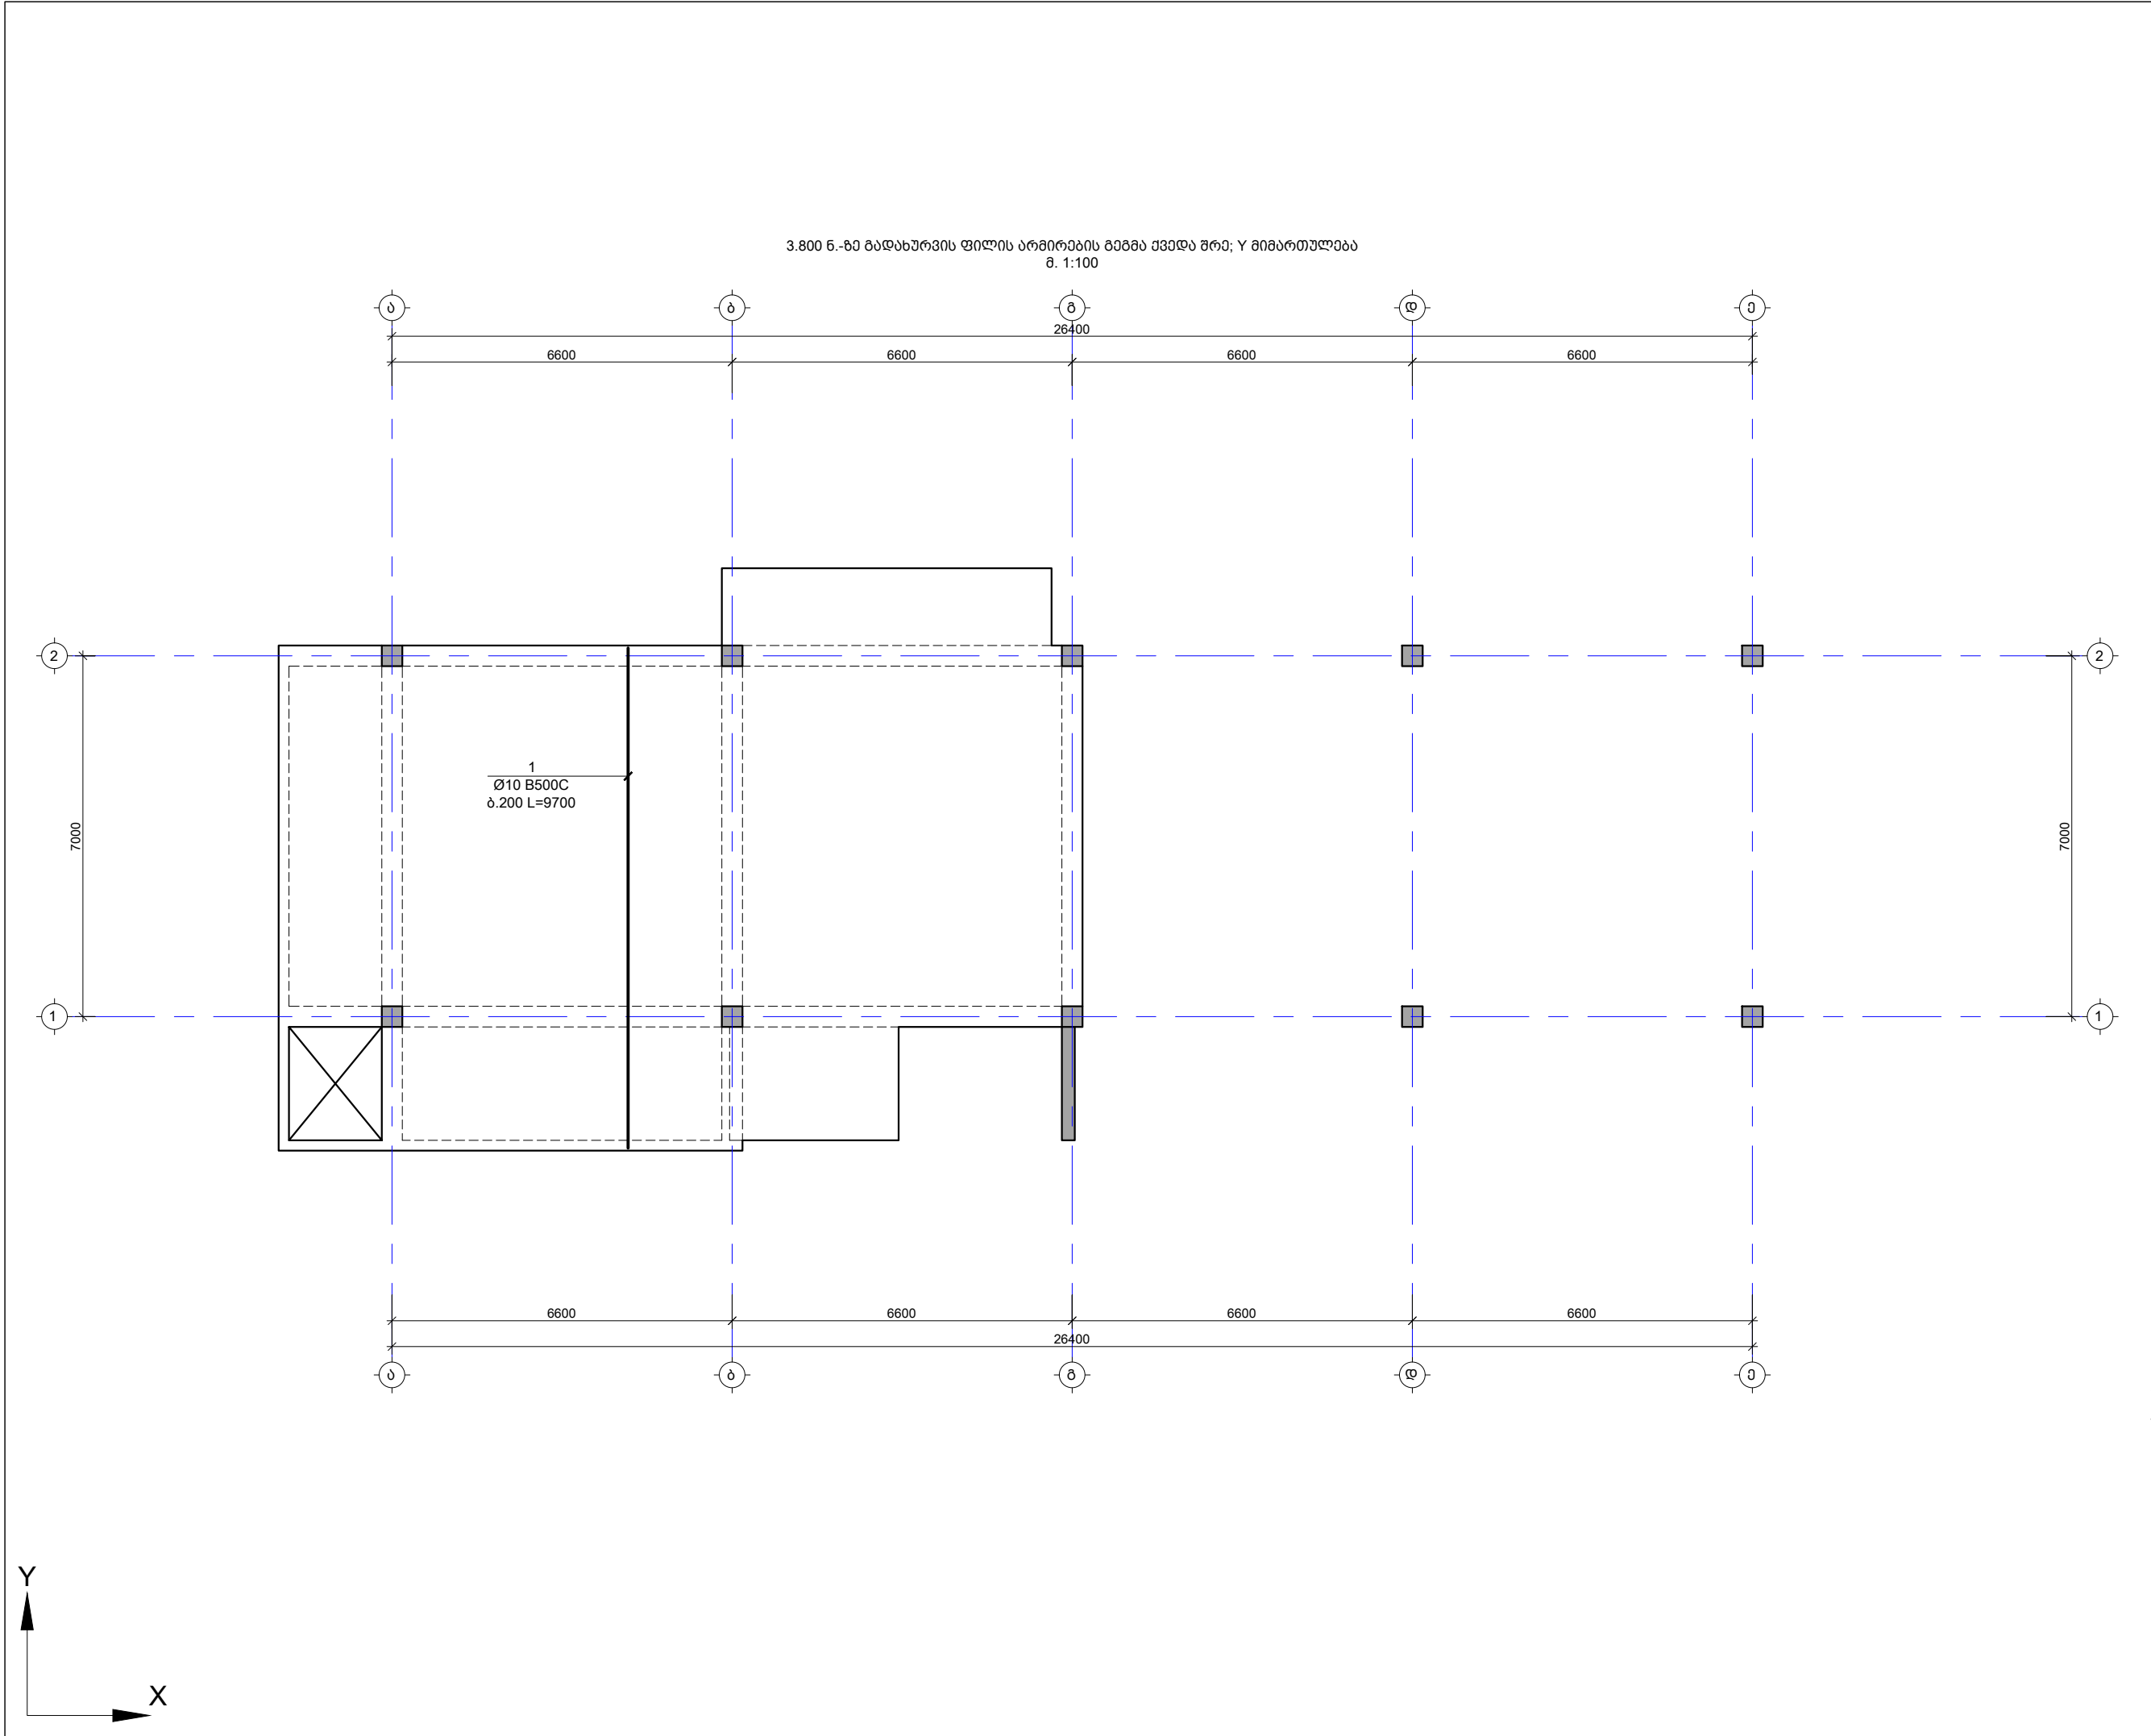 3.800 ნ.-ზე გადახურვის ფილის არმირების გეგმა ქვედა შრე; Y მიმართულება
მ. 1:100
ა ბ გ დ ე
26400
6600 6600 6600 6600
2 2
1
Ø10 B500C
ბ.200 L=9700
7000 7000
1 1
6600 6600 6600 6600
26400
ა ბ გ დ ე
Y
X